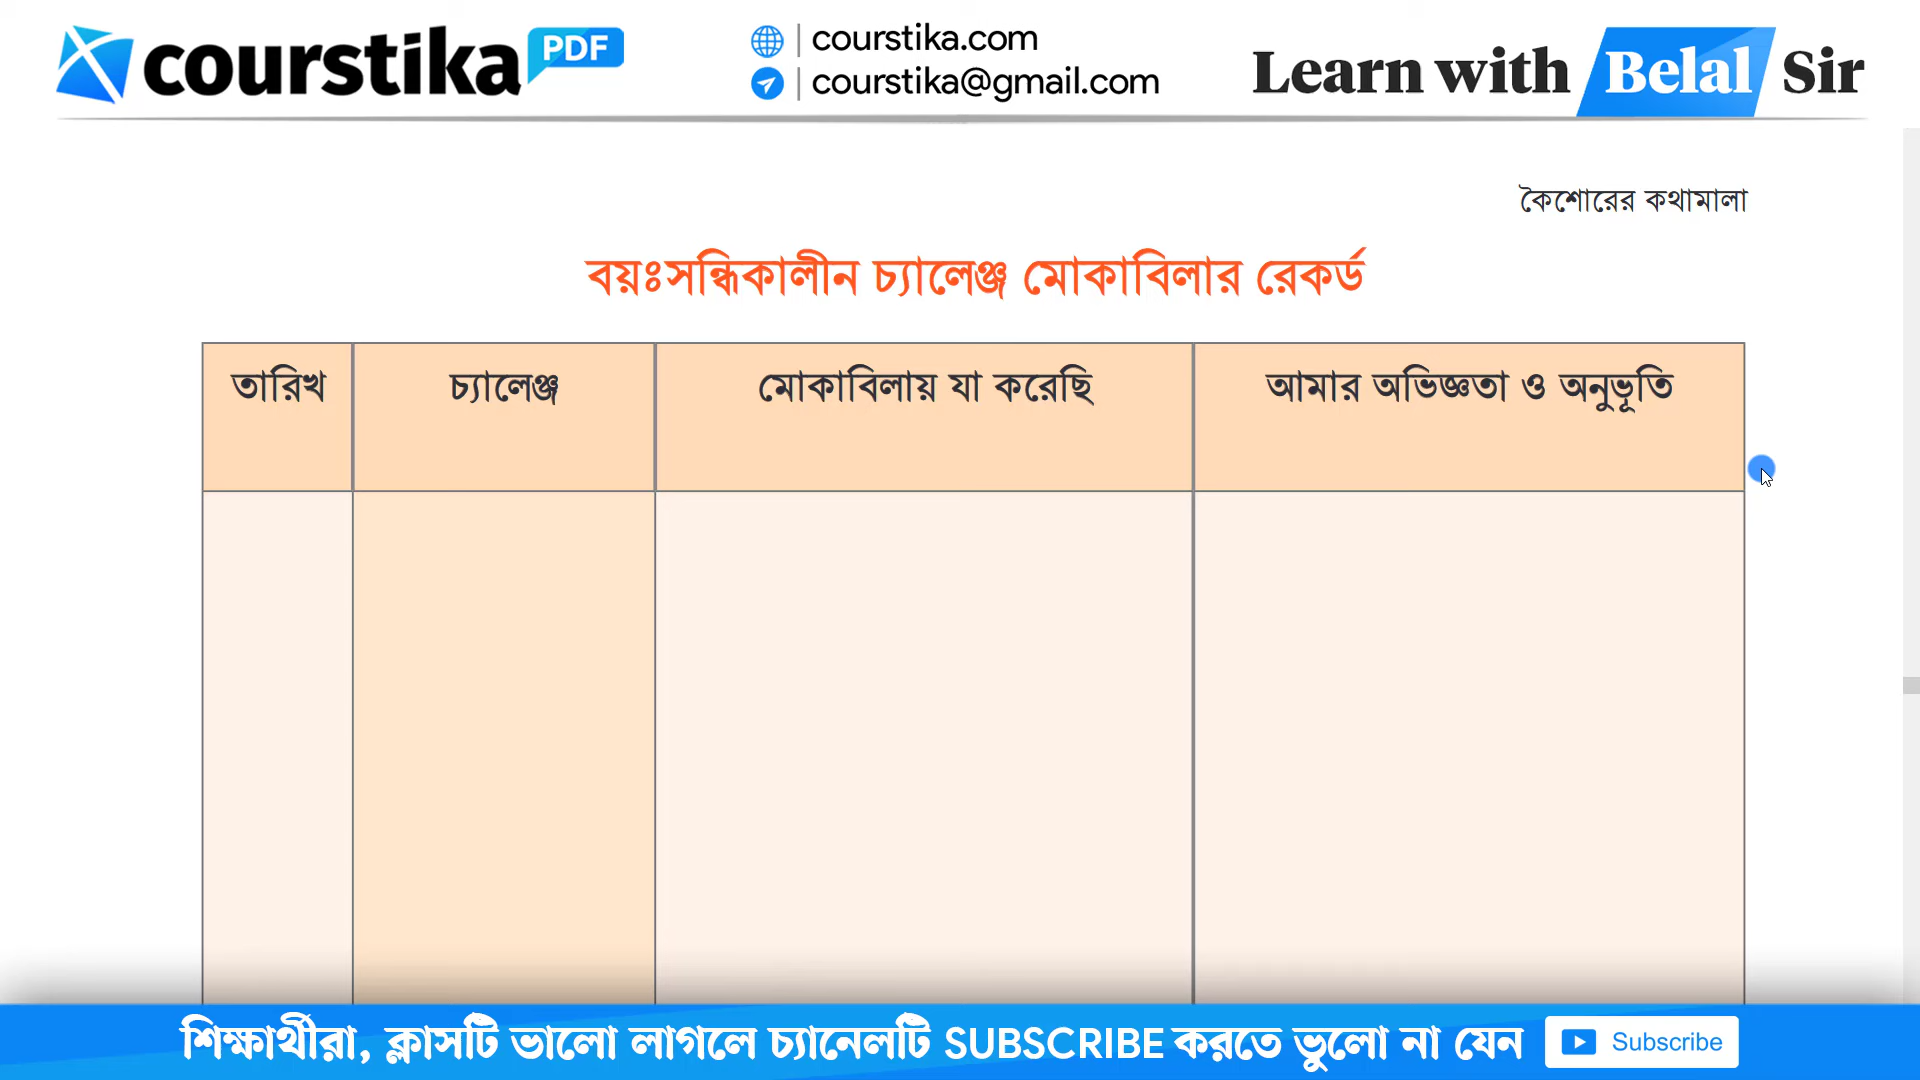 courstika PDF
courstika.com
courstika@gmail.com
Learn with Belal Sir
কৈশোরের কথামালা
বয়ঃসন্ধিকালীন চ্যালেঞ্জ মোকাবিলার রেকর্ড
তারিখ
চ্যালেঞ্জ
মোকাবিলায় যা করেছি
আমার অভিজ্ঞতা ও অনুভূতি
শিক্ষার্থীরা, ক্লাসটি ভালো লাগলে চ্যানেলটি SUBSCRIBE করতে ভুলো না যেন
Subscribe